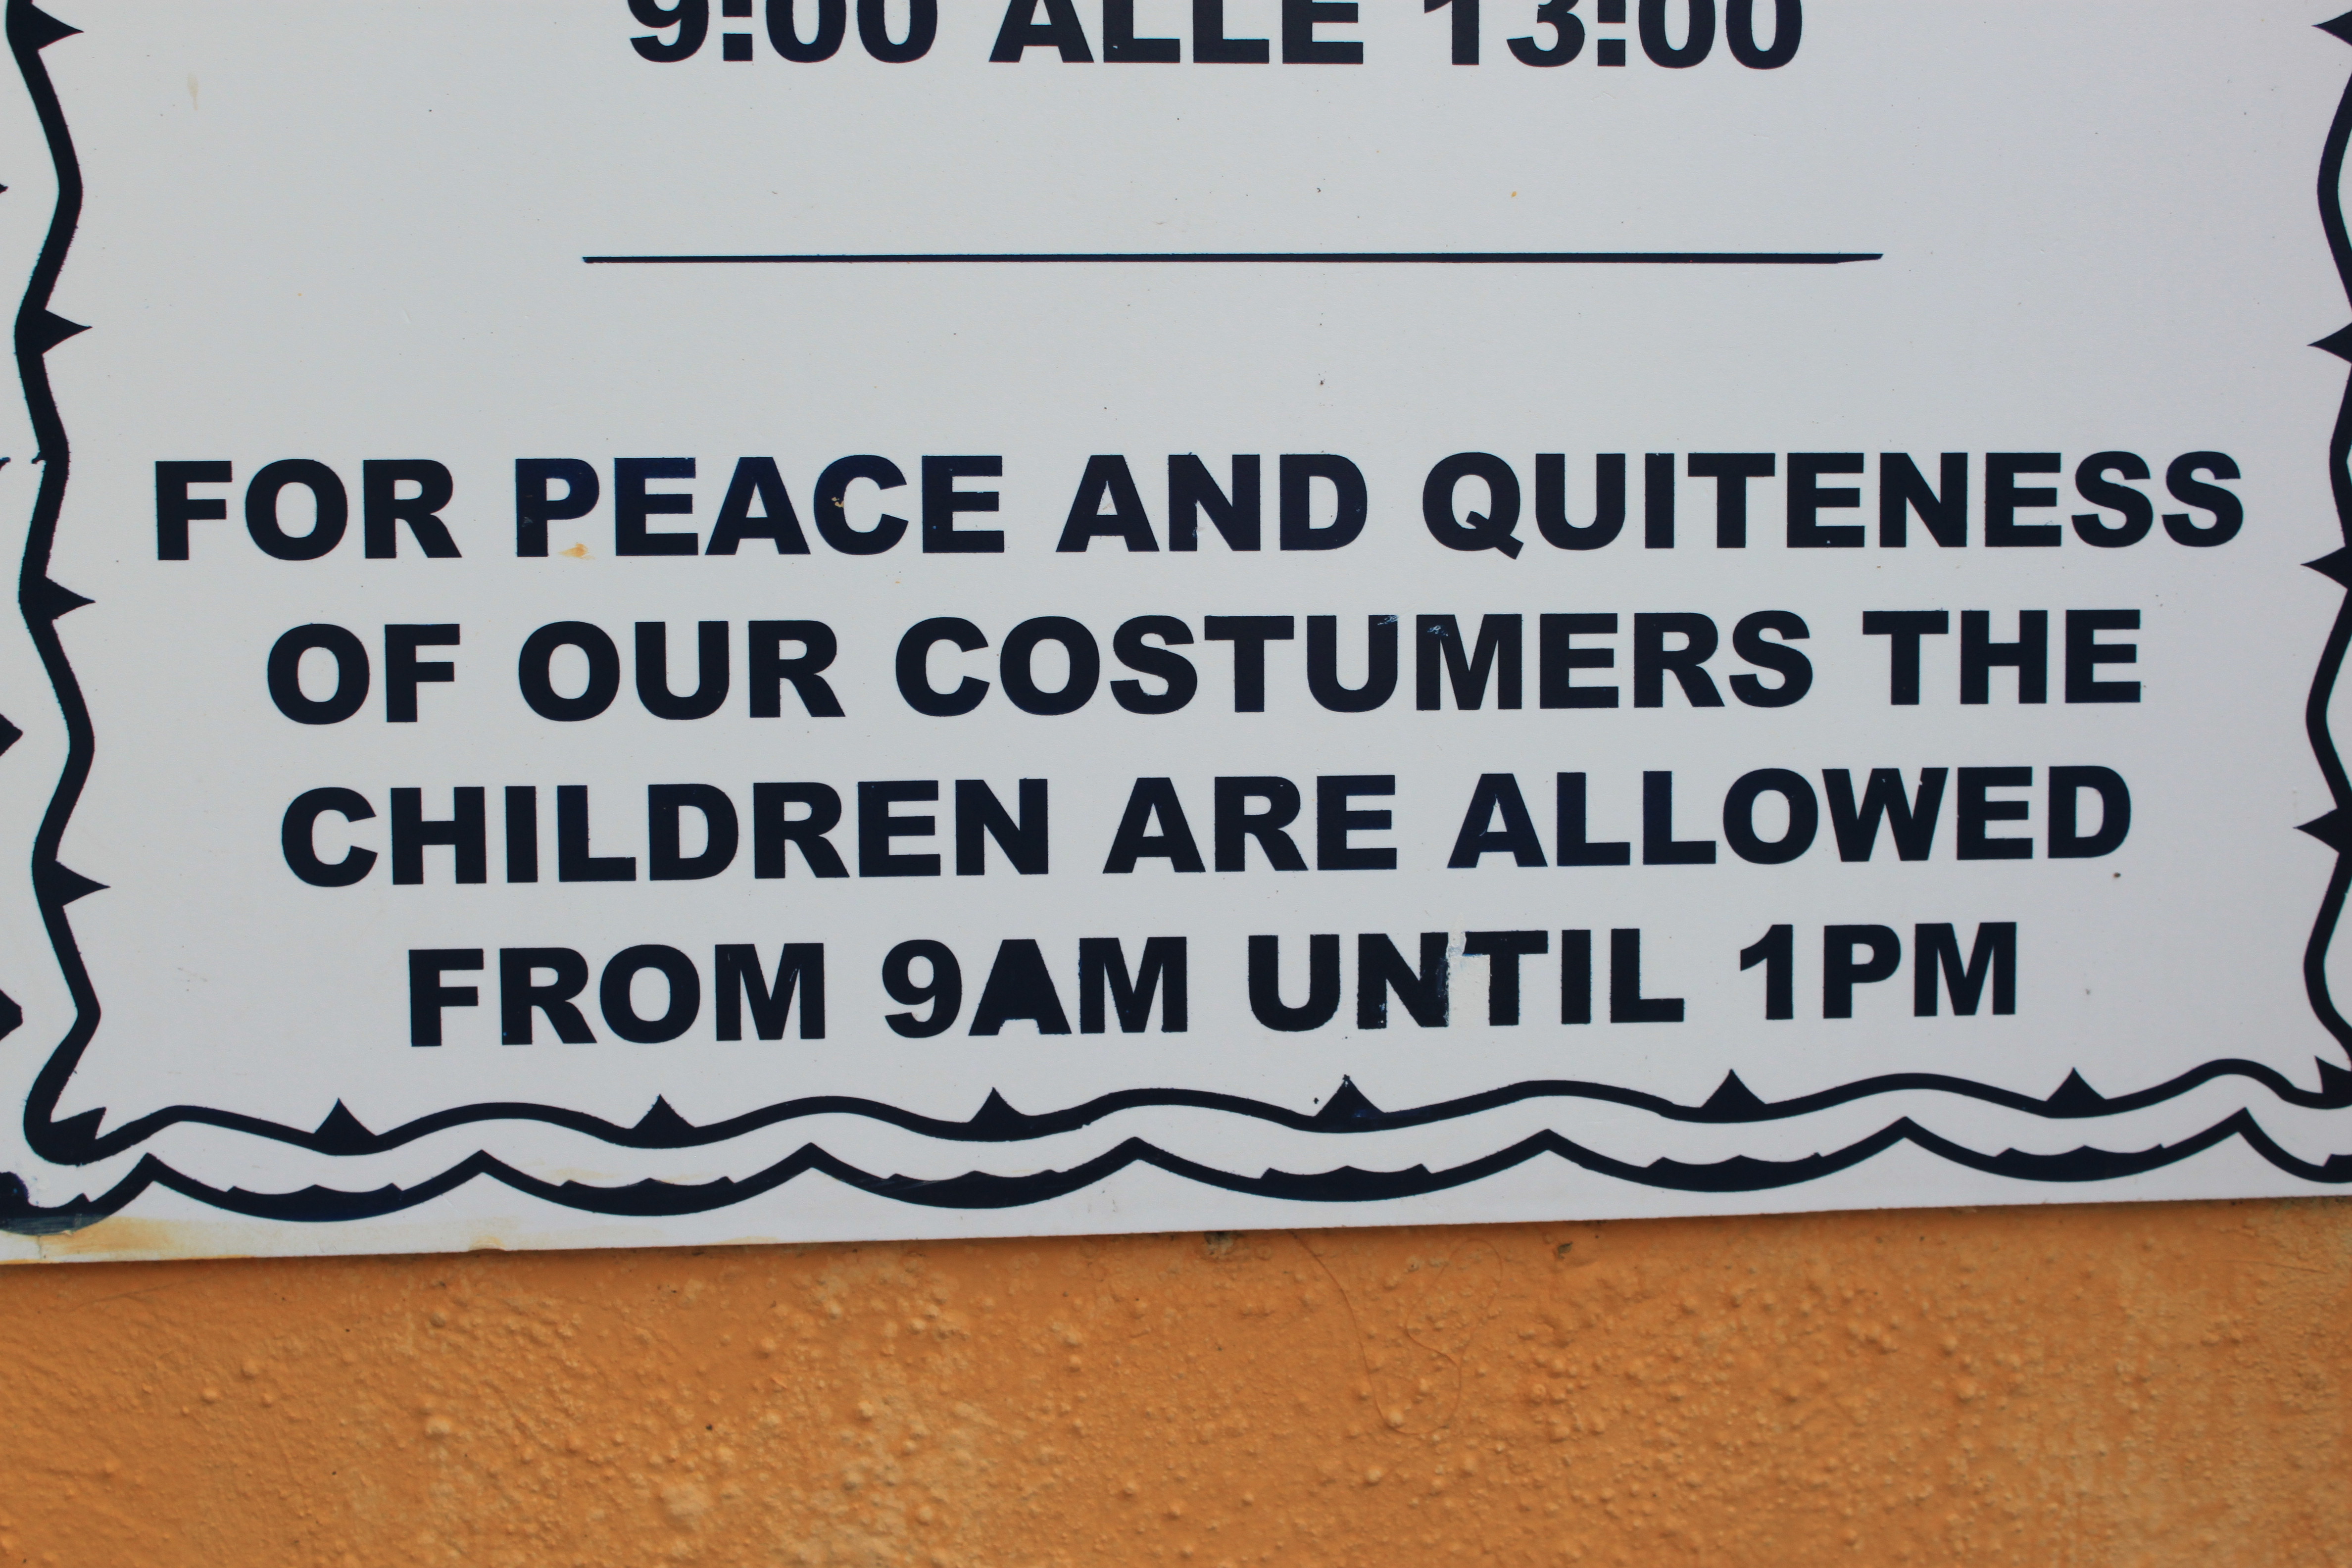 9:00 ALLE 13:00
FOR PEACE AND QUITENESS
OF OUR COSTUMERS THE
CHILDREN ARE ALLOWED
FROM 9AM UNTIL 1PM